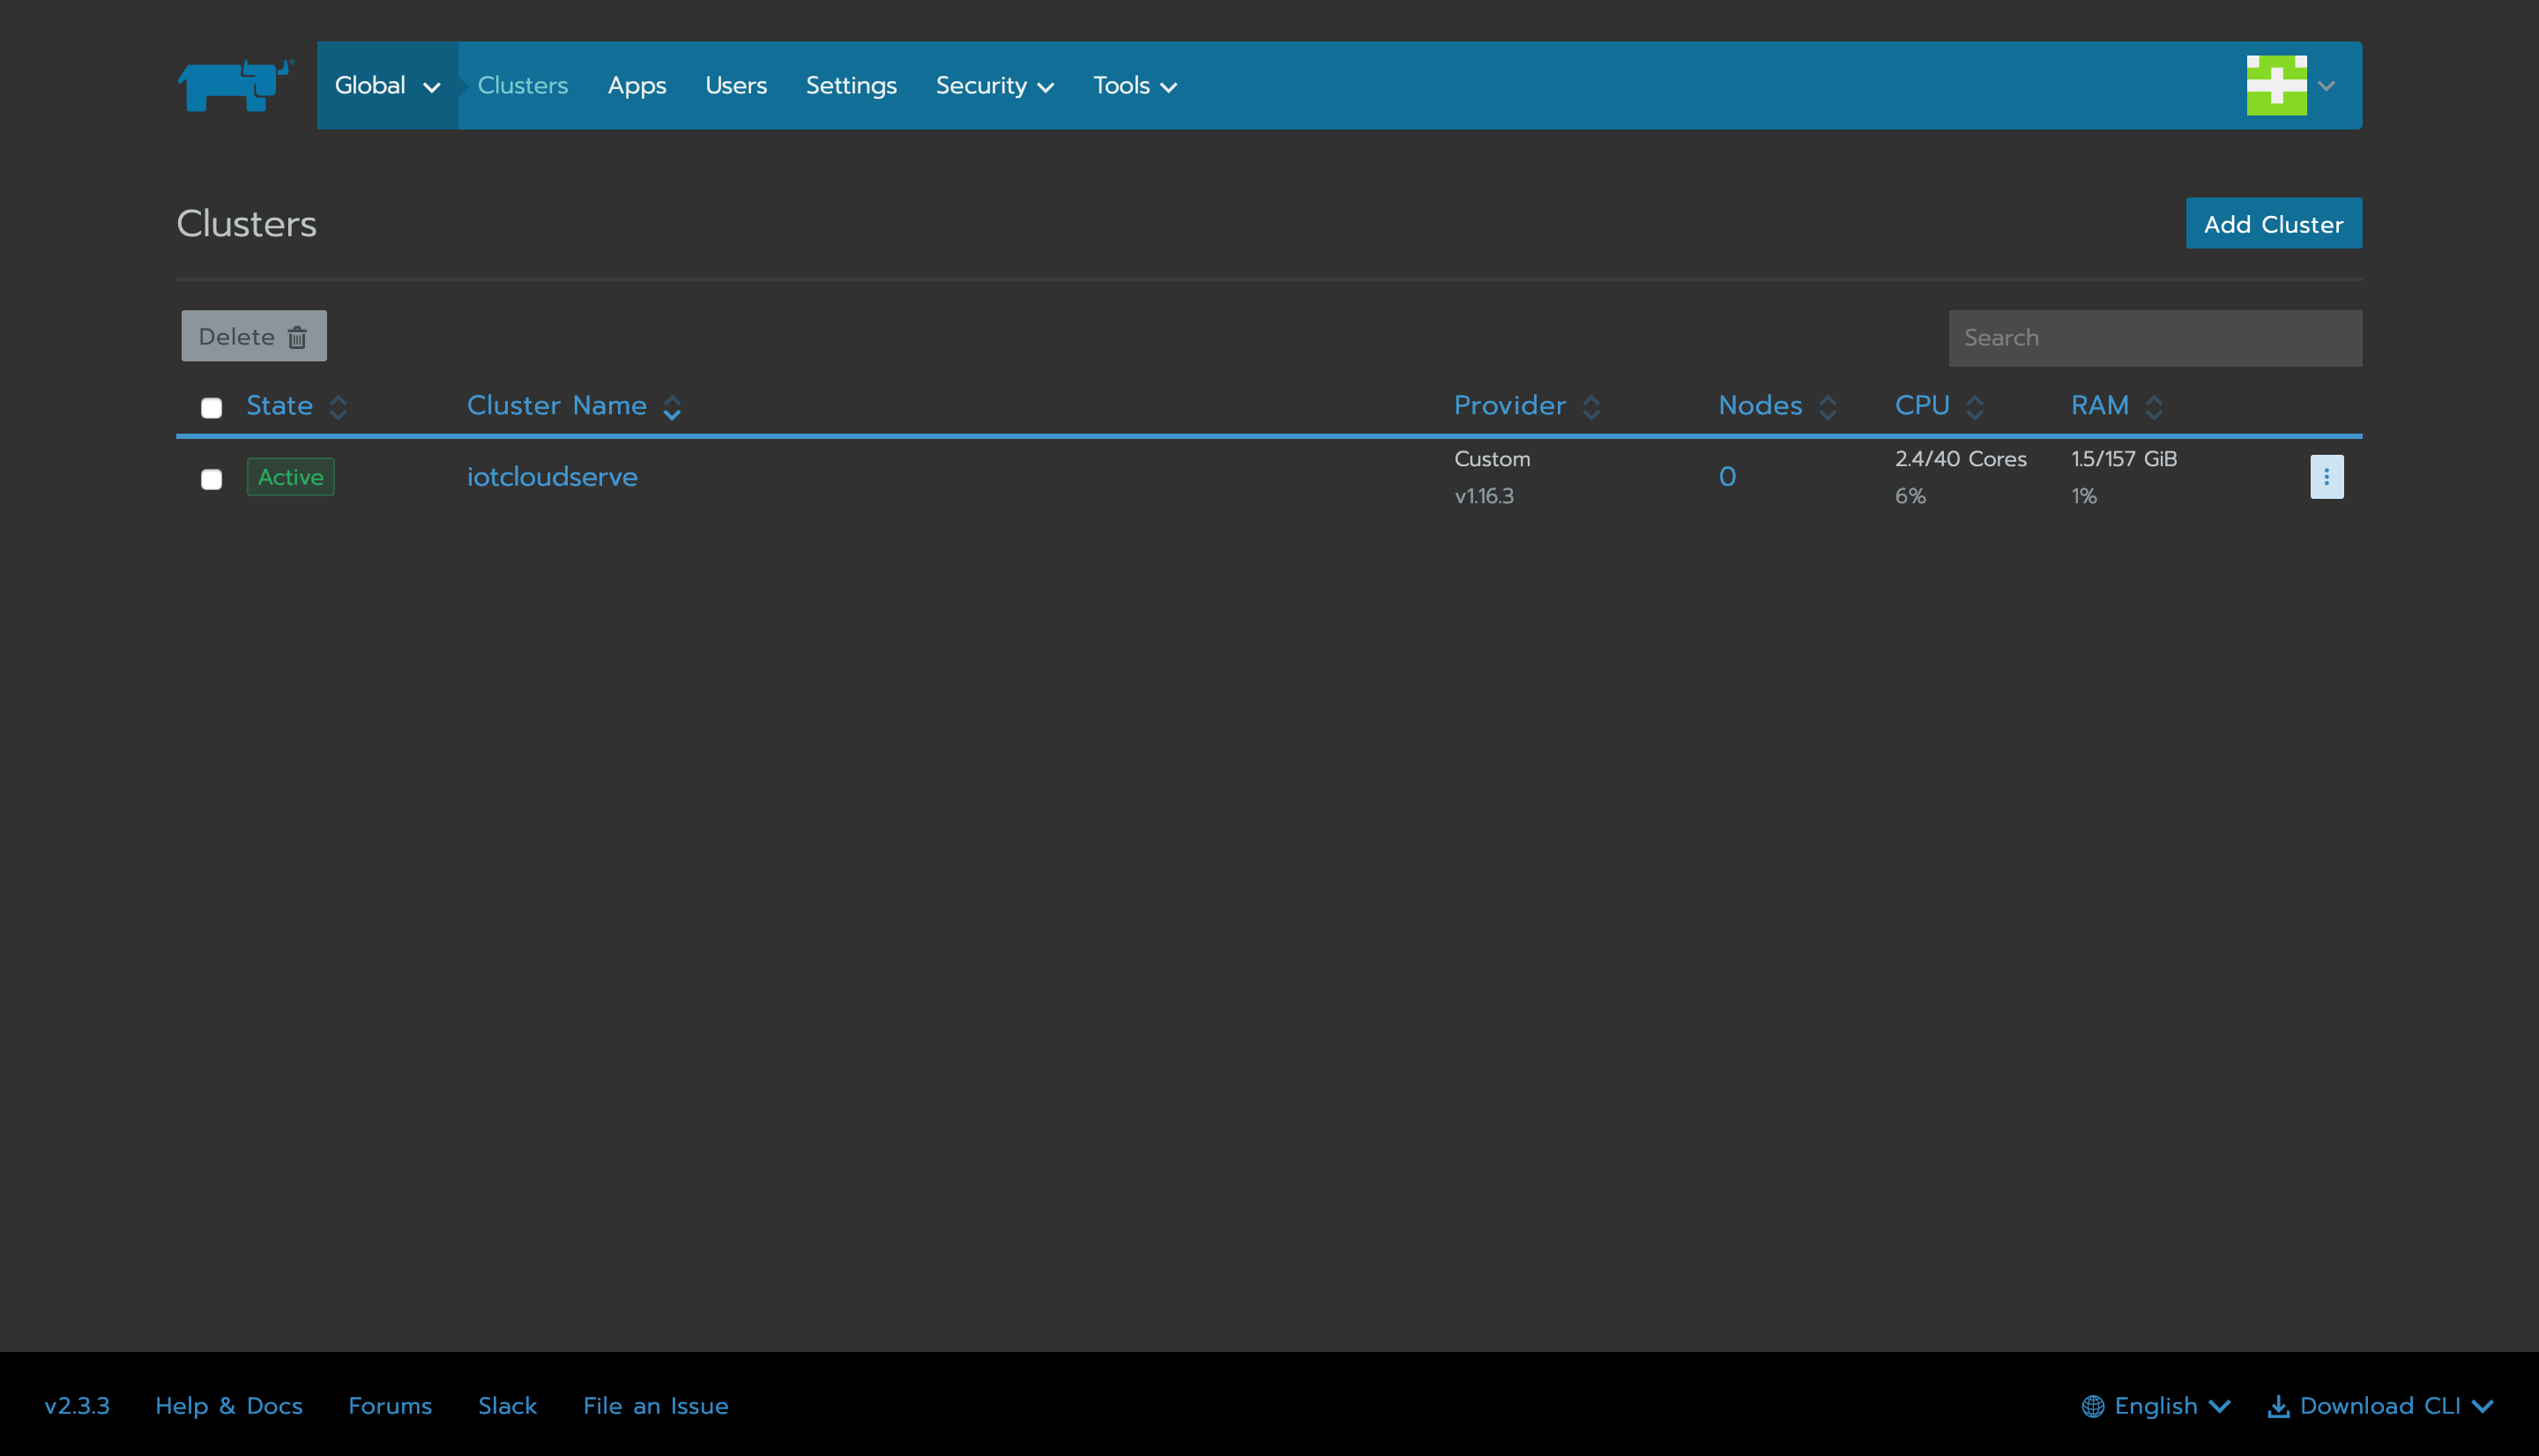 Global Clusters Apps Users Settings Security Tools
Clusters
Add Cluster
Delete
Search
State Cluster Name Provider Nodes CPU RAM
Active iotcloudserve Custom 0 2.4/40 Cores 1.5/157 GiB
v1.16.3 6% 1%
v2.3.3 Help & Docs Forums Slack File an Issue English Download CLI